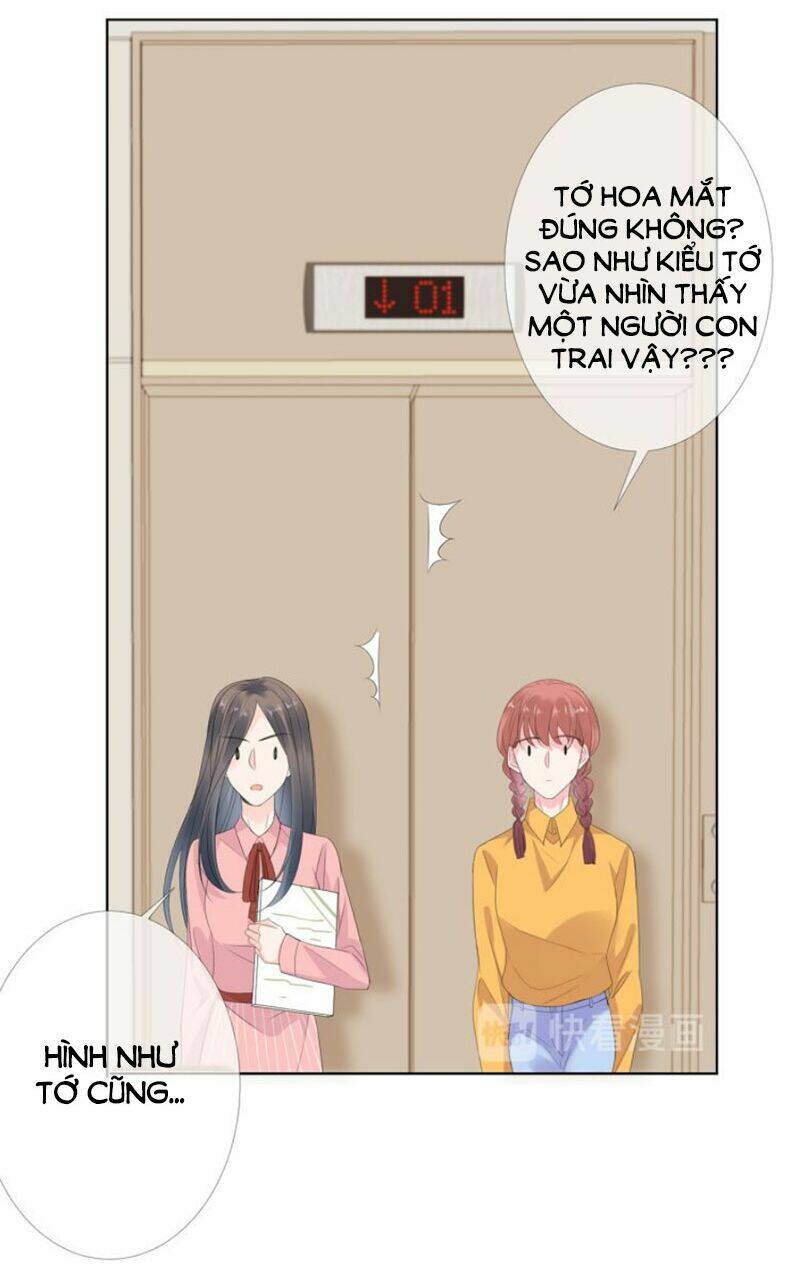 TỚ HOA MẮT
ĐÚNG KHÔNG?
SAO NHƯ KIỂU TỚ
VỪA NHÌN THẤY
MỘT NGƯỜI CON
TRAI VẬY???
↓ 01
HÌNH NHƯ
TỚ CŨNG...
快看漫画